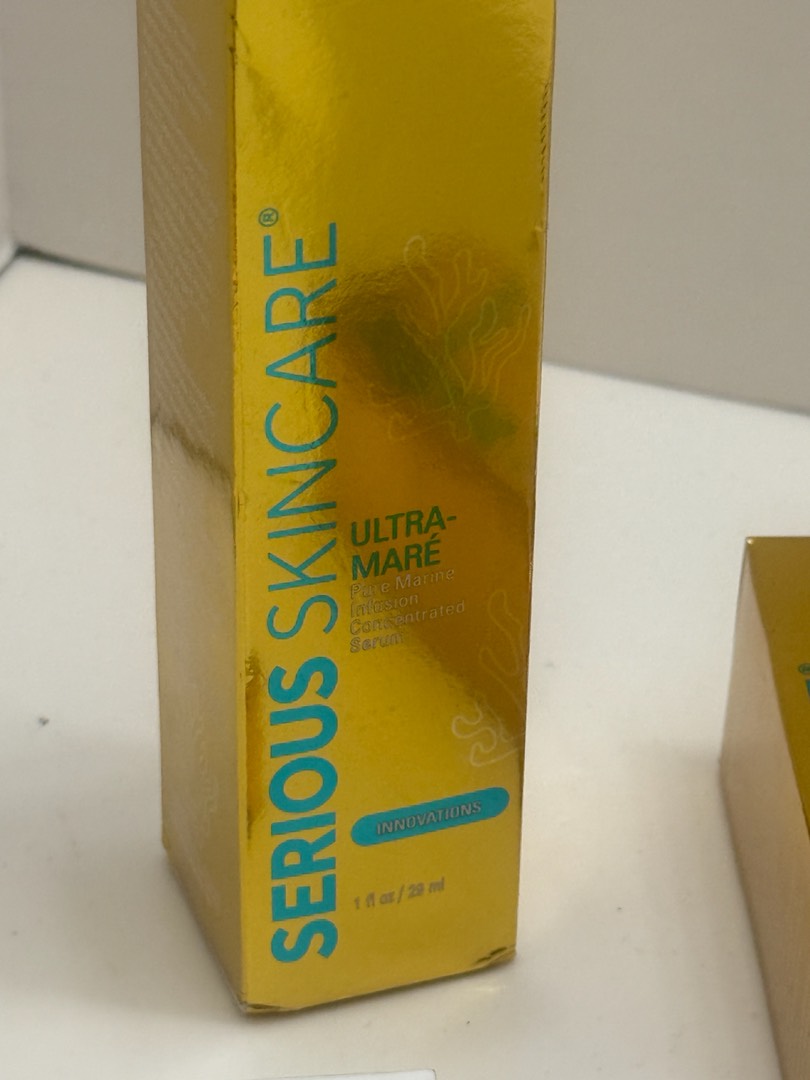 SERIOUS SKINCARE®
ULTRA-
MARÉ
Pure Marine
Infusion
Concentrated
Serum
INNOVATIONS
1 fl oz / 29 ml